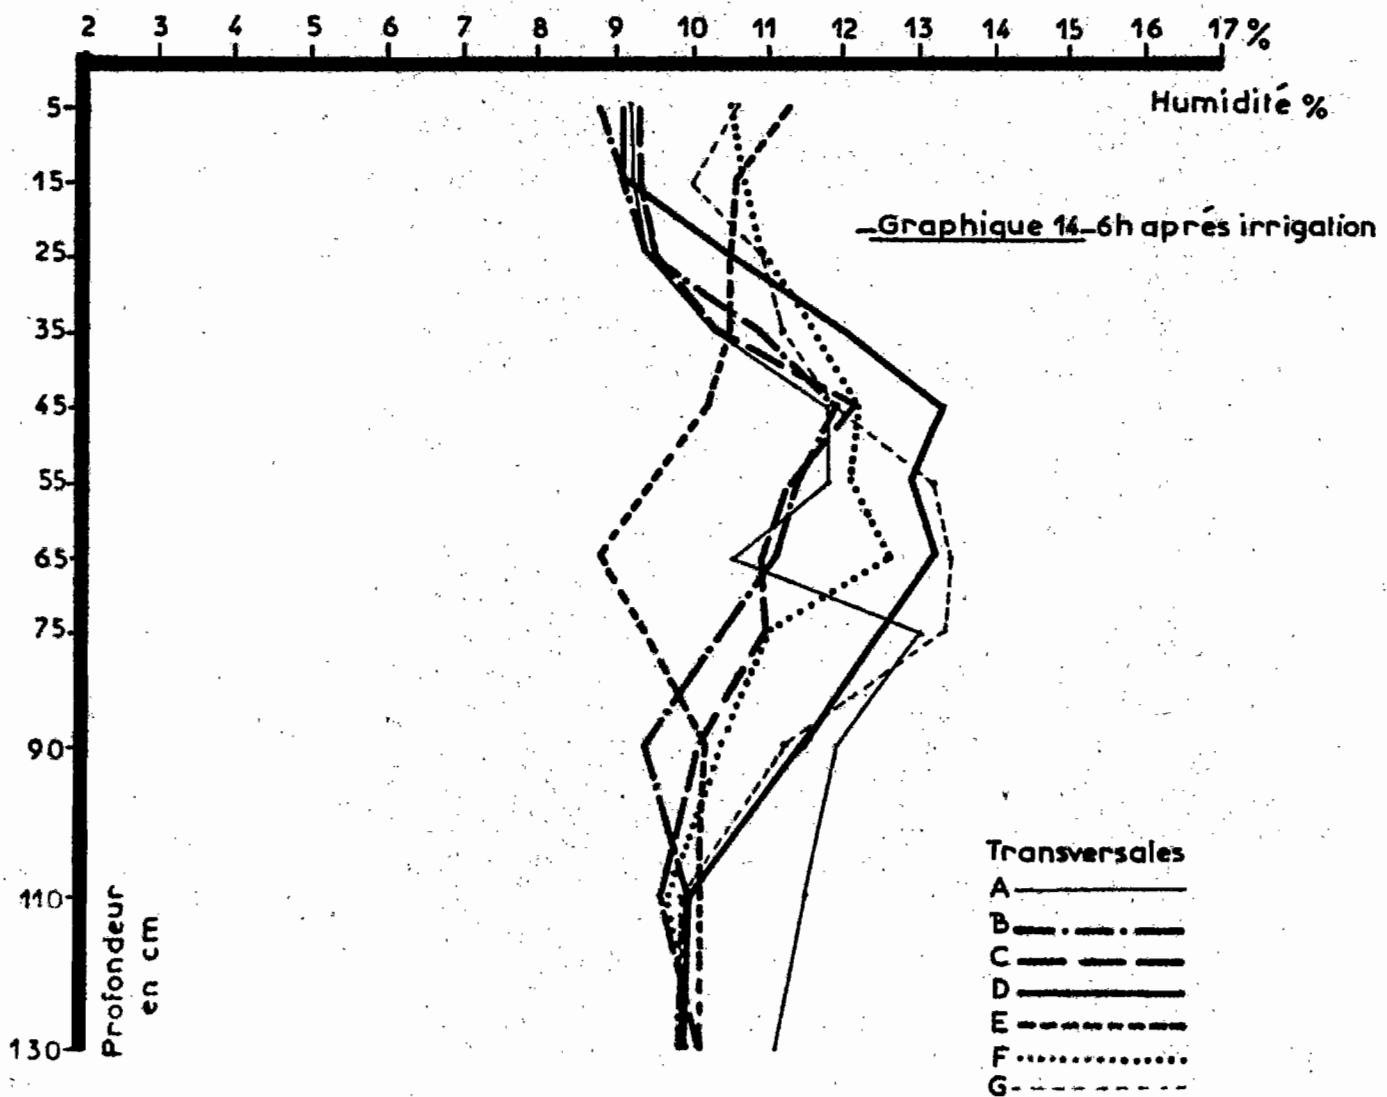 2 3 4 5 6 7 8 9 10 11 12 13 14 15 16 17 %
Humidité %
5
15
Graphique 14-6h aprés irrigation
25
35
45
55
65
75
90
110
130
Profondeur
en cm
Transversales
A
B
C
D
E
F
G